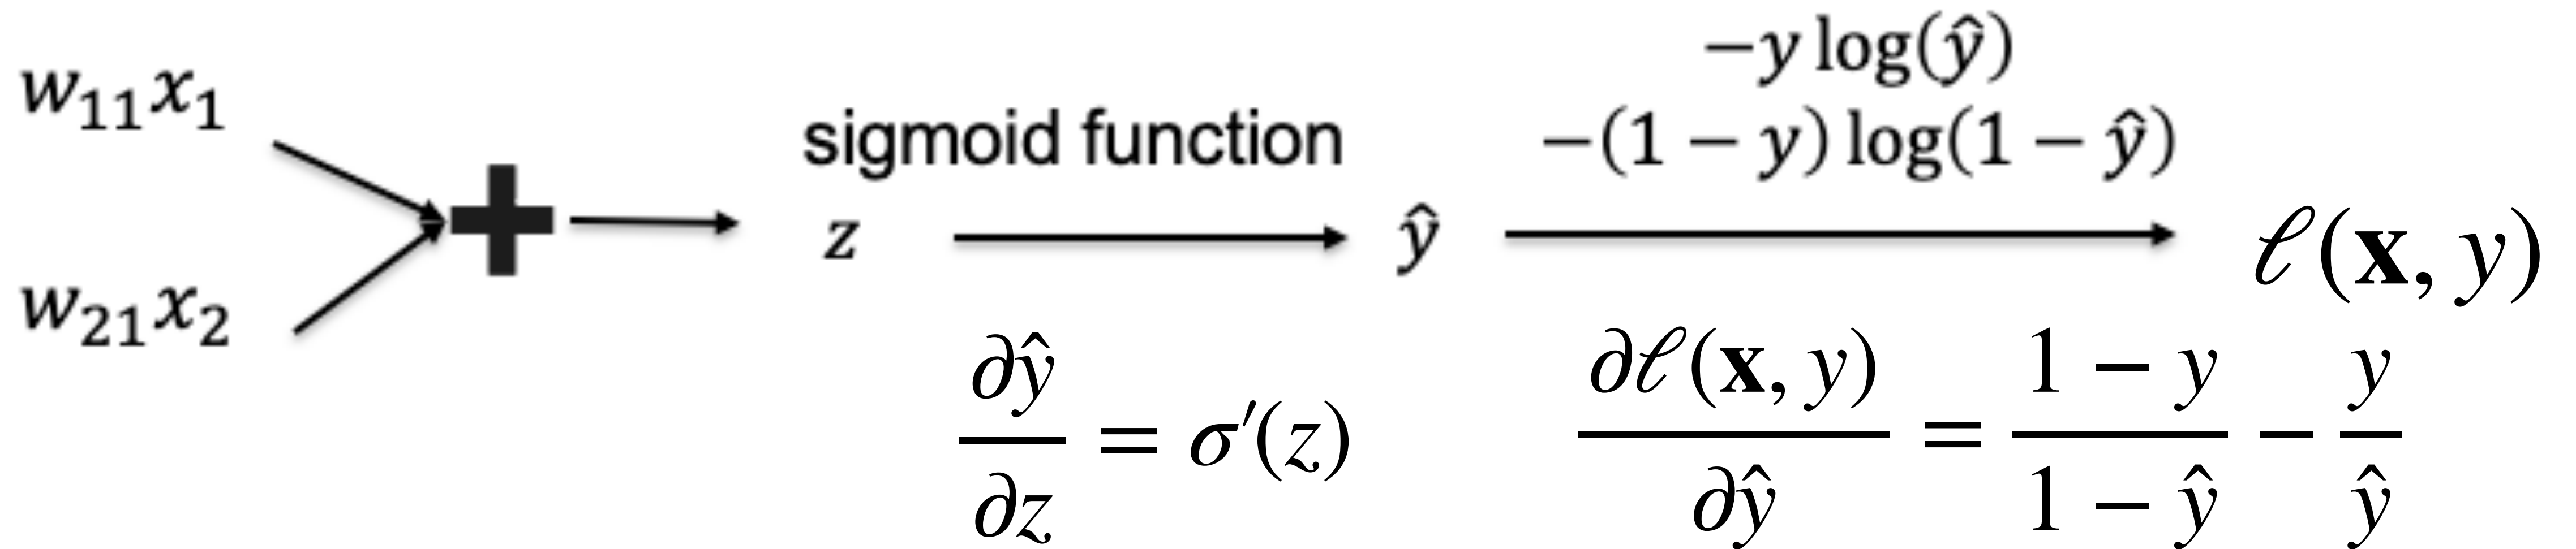 w₁₁x₁
w₂₁x₂
+
z
sigmoid function
ŷ
−y log(ŷ)
−(1 − y) log(1 − ŷ)
ℓ(𝐱, y)
∂ŷ/∂z = σ′(z)
∂ℓ(𝐱, y)/∂ŷ = (1 − y)/(1 − ŷ) − y/ŷ